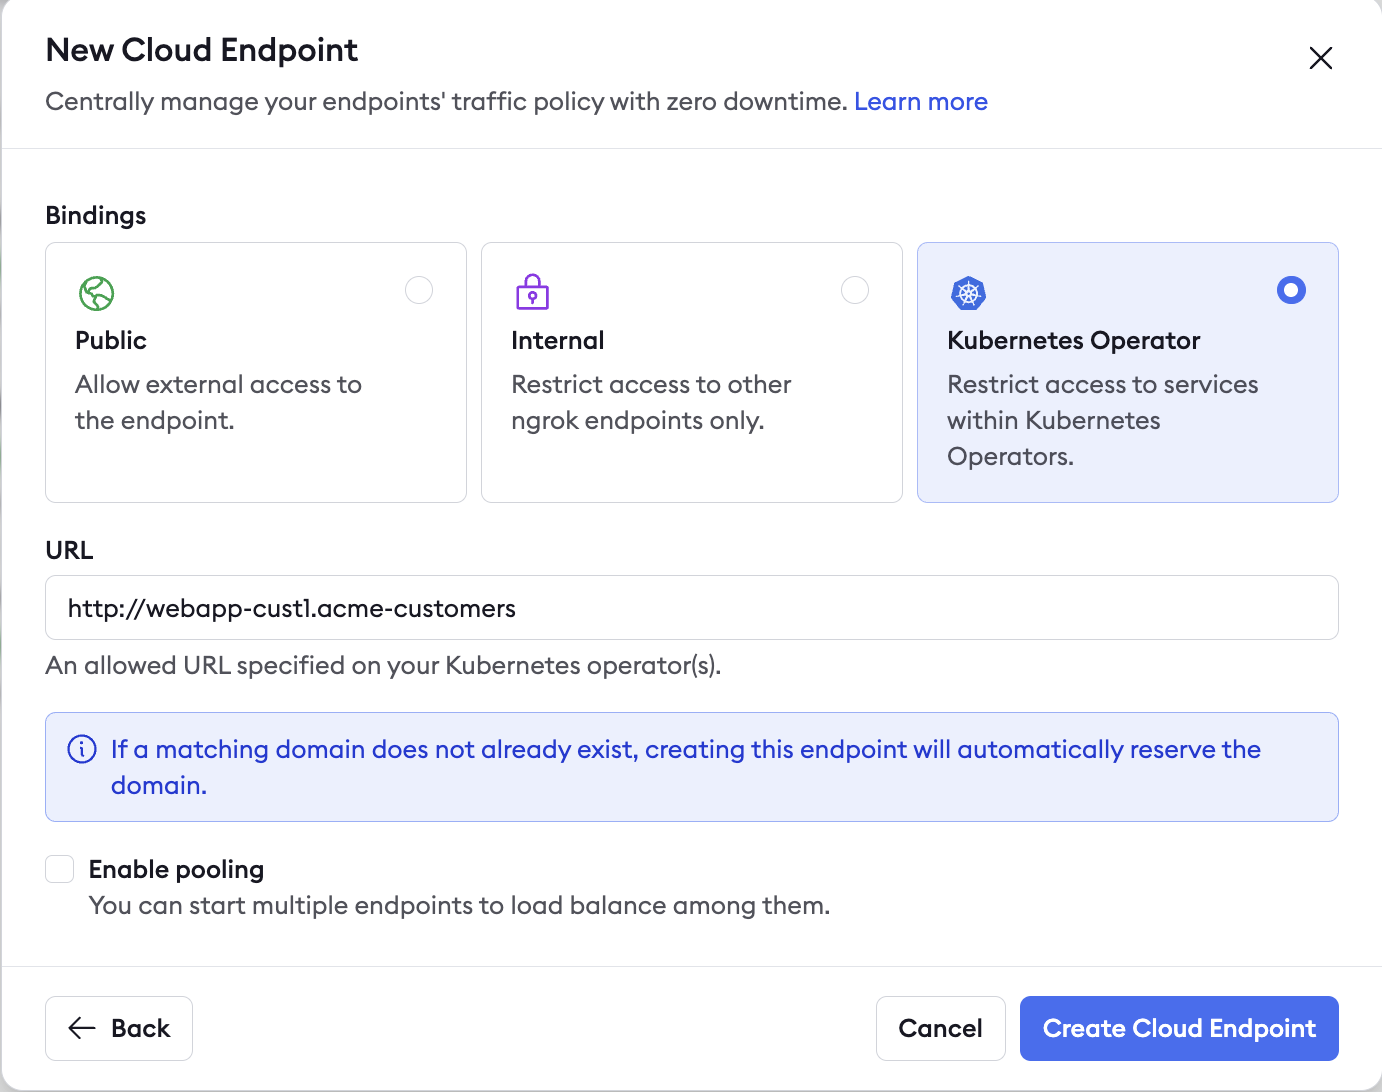 New Cloud Endpoint
Centrally manage your endpoints' traffic policy with zero downtime. Learn more
Bindings
Public
Allow external access to
the endpoint.
Internal
Restrict access to other
ngrok endpoints only.
Kubernetes Operator
Restrict access to services
within Kubernetes
Operators.
URL
http://webapp-cust1.acme-customers
An allowed URL specified on your Kubernetes operator(s).
If a matching domain does not already exist, creating this endpoint will automatically reserve the
domain.
Enable pooling
You can start multiple endpoints to load balance among them.
Back
Cancel
Create Cloud Endpoint